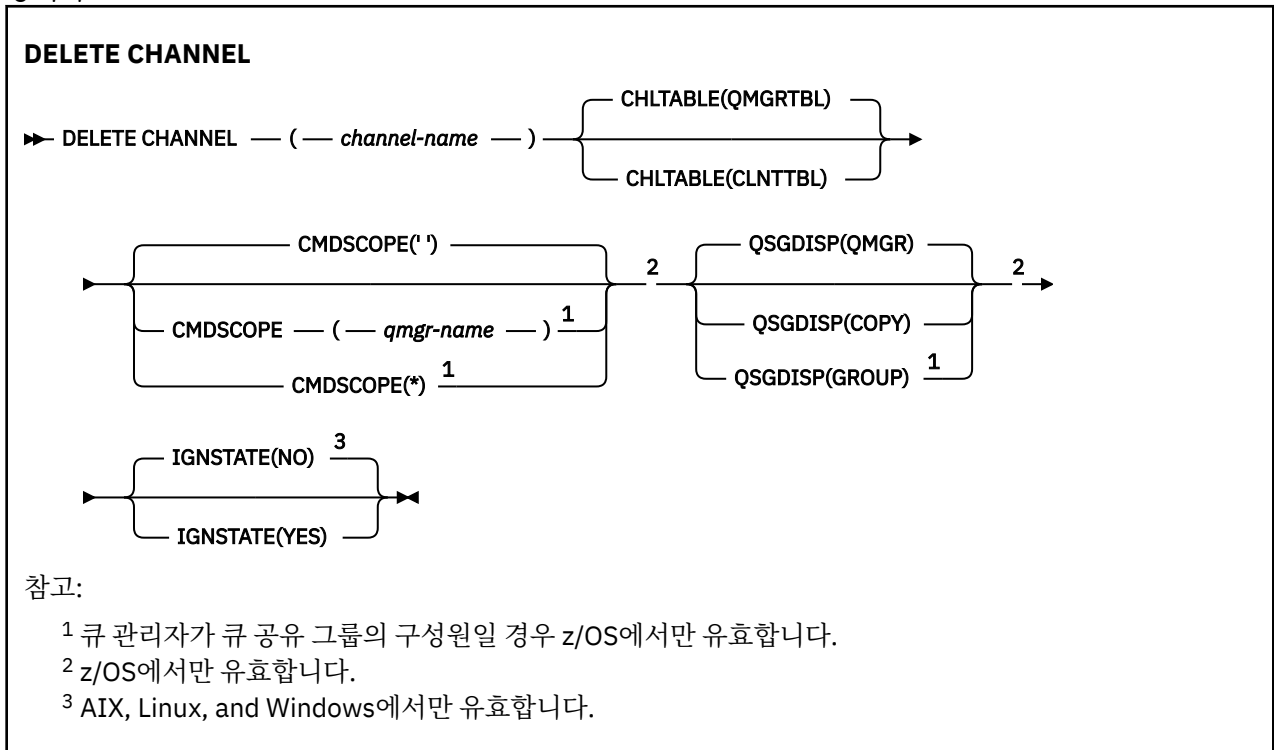 DELETE CHANNEL
CHLTABLE(QMGRTBL)
DELETE CHANNEL ( channel-name )
CHLTABLE(CLNTTBL)
CMDSCOPE(' ') 2 QSGDISP(QMGR) 2
CMDSCOPE ( qmgr-name ) 1 QSGDISP(COPY)
CMDSCOPE(*) 1 QSGDISP(GROUP) 1
IGNSTATE(NO) 3
IGNSTATE(YES)
참고:
1 큐 관리자가 큐 공유 그룹의 구성원일 경우 z/OS에서만 유효합니다.
2 z/OS에서만 유효합니다.
3 AIX, Linux, and Windows에서만 유효합니다.